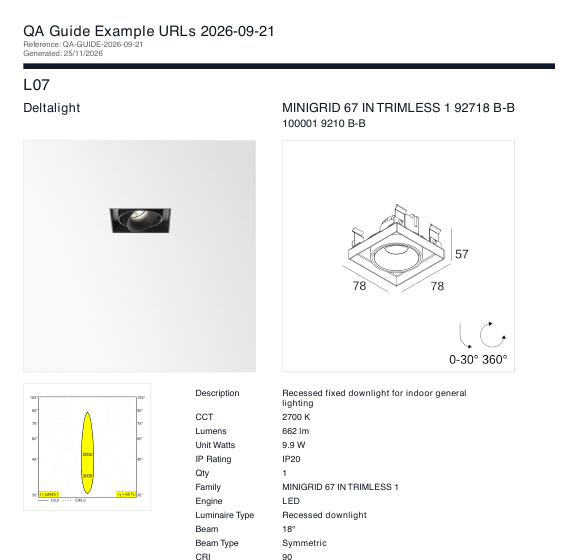 QA Guide Example URLs 2026-09-21
Reference: QA-GUIDE-2026-09-21
Generated: 25/11/2026
L07
Deltalight
MINIGRID 67 IN TRIMLESS 1 92718 B-B
100001 9210 B-B
57
78
78
0-30° 360°
2000
3000
Description
Recessed fixed downlight for indoor general
lighting
CCT
2700 K
Lumens
662 lm
Unit Watts
9.9 W
IP Rating
IP20
Qty
1
Family
MINIGRID 67 IN TRIMLESS 1
Engine
LED
Luminaire Type
Recessed downlight
Beam
18°
Beam Type
Symmetric
CRI
90